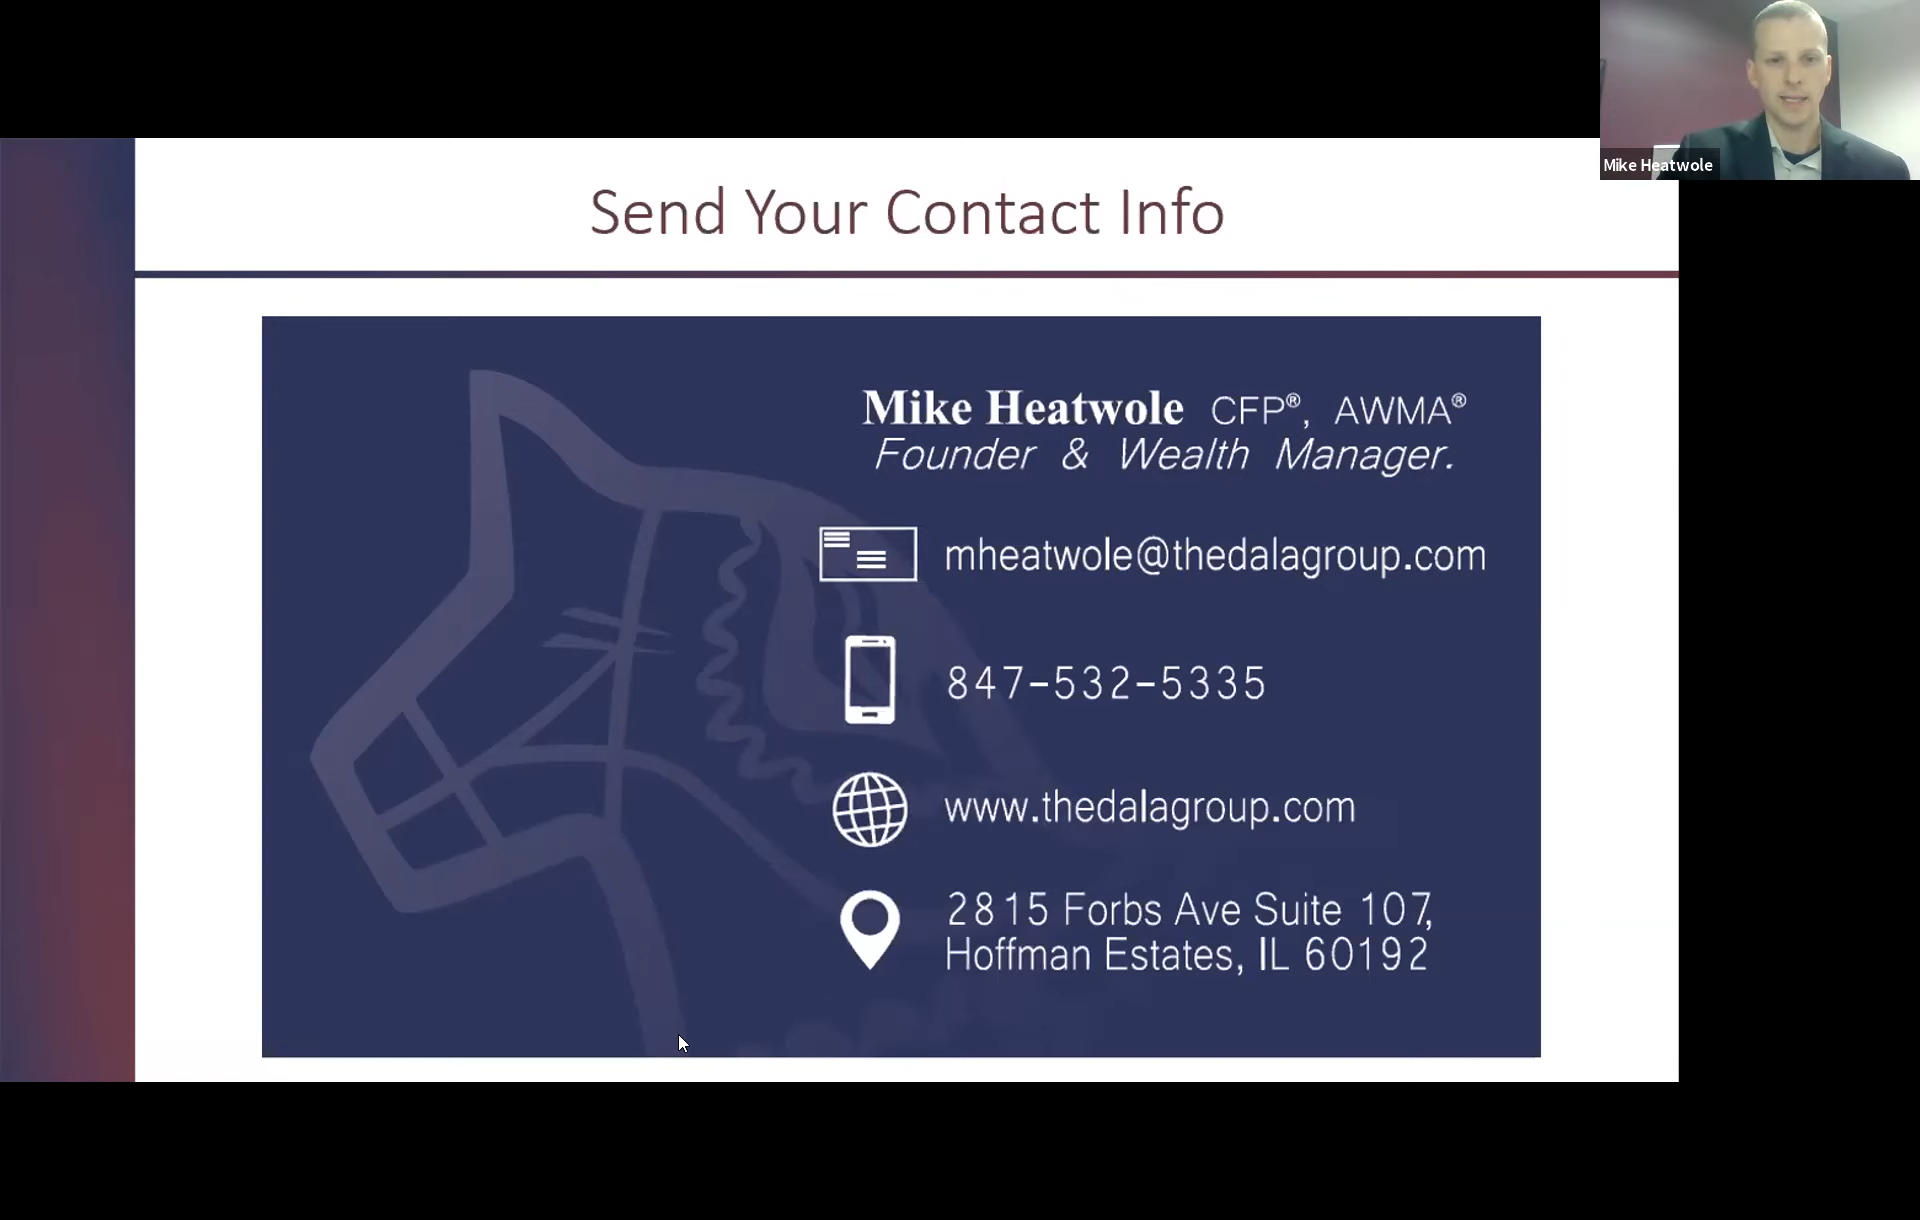 Mike Heatwole
Send Your Contact Info
Mike Heatwole CFP®, AWMA®
Founder & Wealth Manager.
mheatwole@thedalagroup.com
847-532-5335
www.thedalagroup.com
2815 Forbs Ave Suite 107,
Hoffman Estates, IL 60192